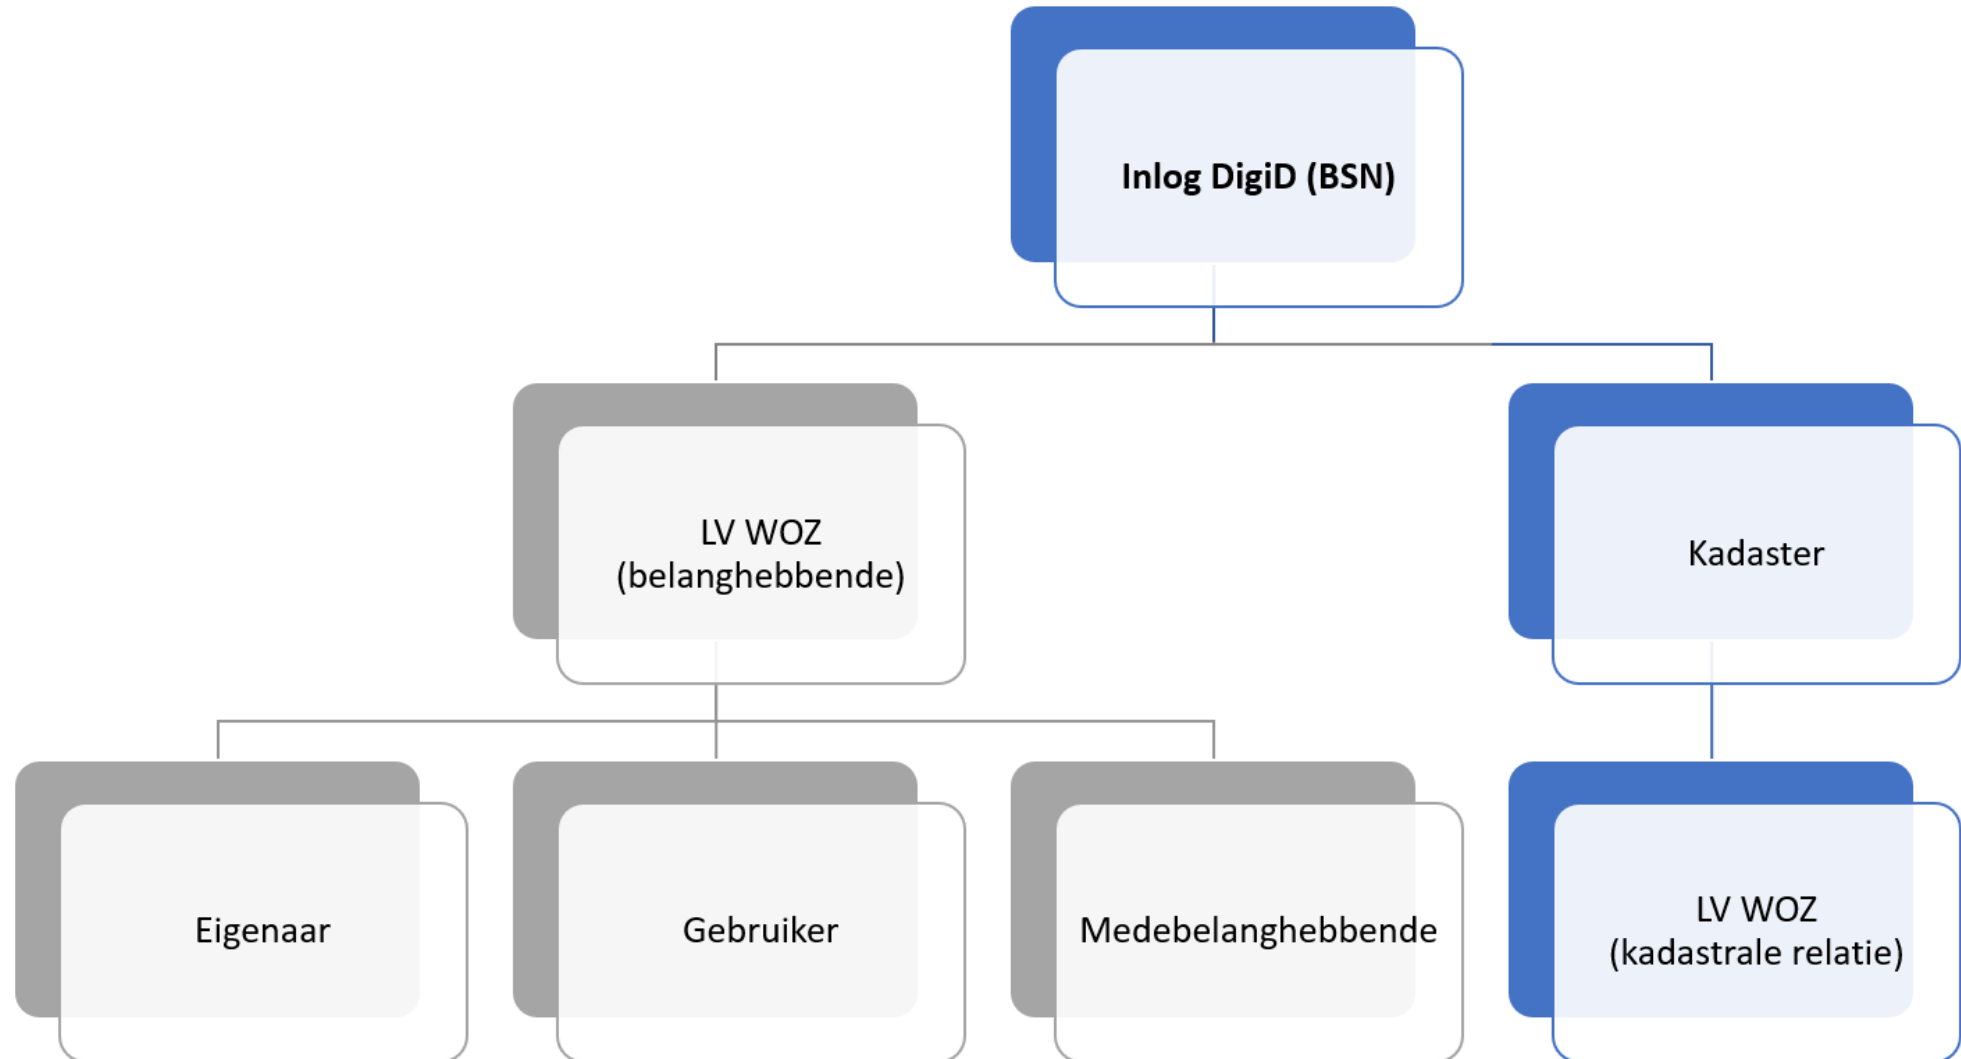 Inlog DigiD (BSN)
LV WOZ
(belanghebbende)
Kadaster
Eigenaar
Gebruiker
Medebelanghebbende
LV WOZ
(kadastrale relatie)